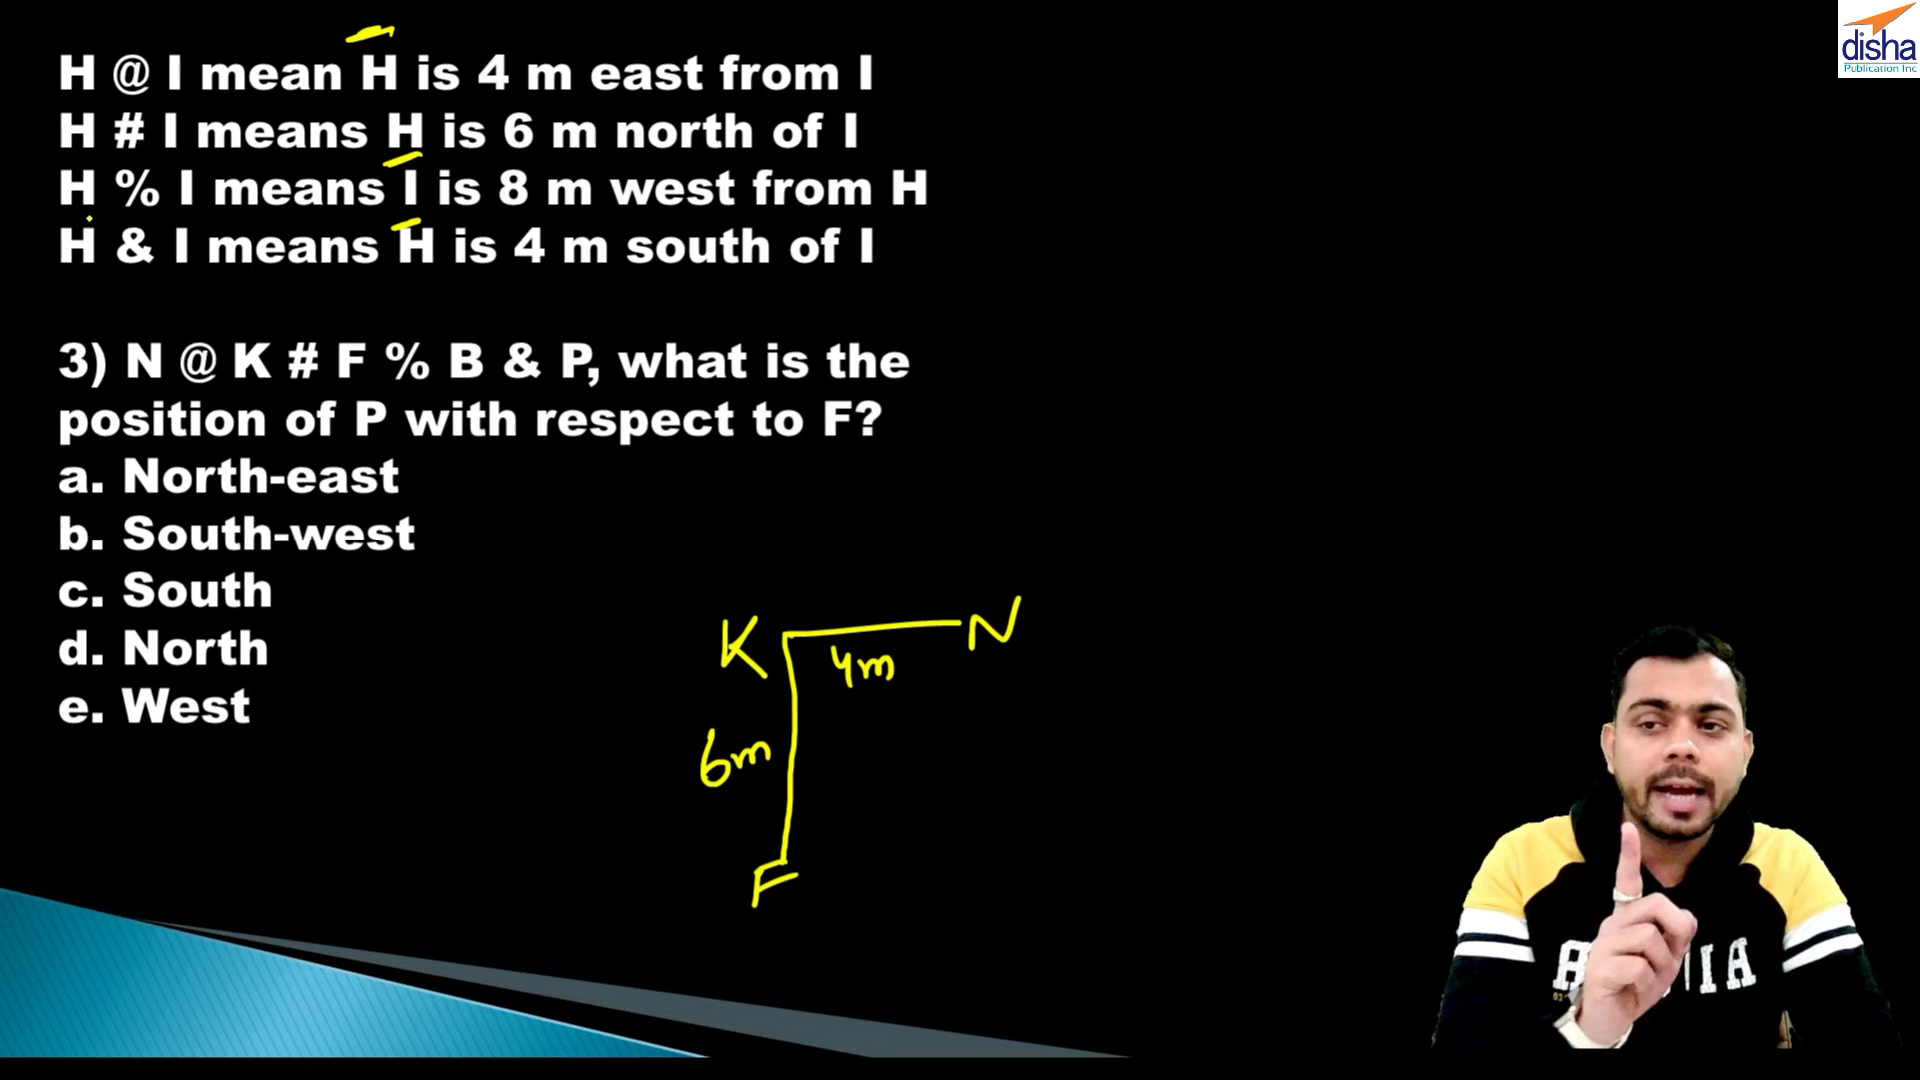 disha
Publication Inc
H @ I mean H is 4 m east from I
H # I means H is 6 m north of I
H % I means I is 8 m west from H
H & I means H is 4 m south of I
3) N @ K # F % B & P, what is the
position of P with respect to F?
a. North-east
b. South-west
c. South
d. North
e. West
K N
4m
6m
F